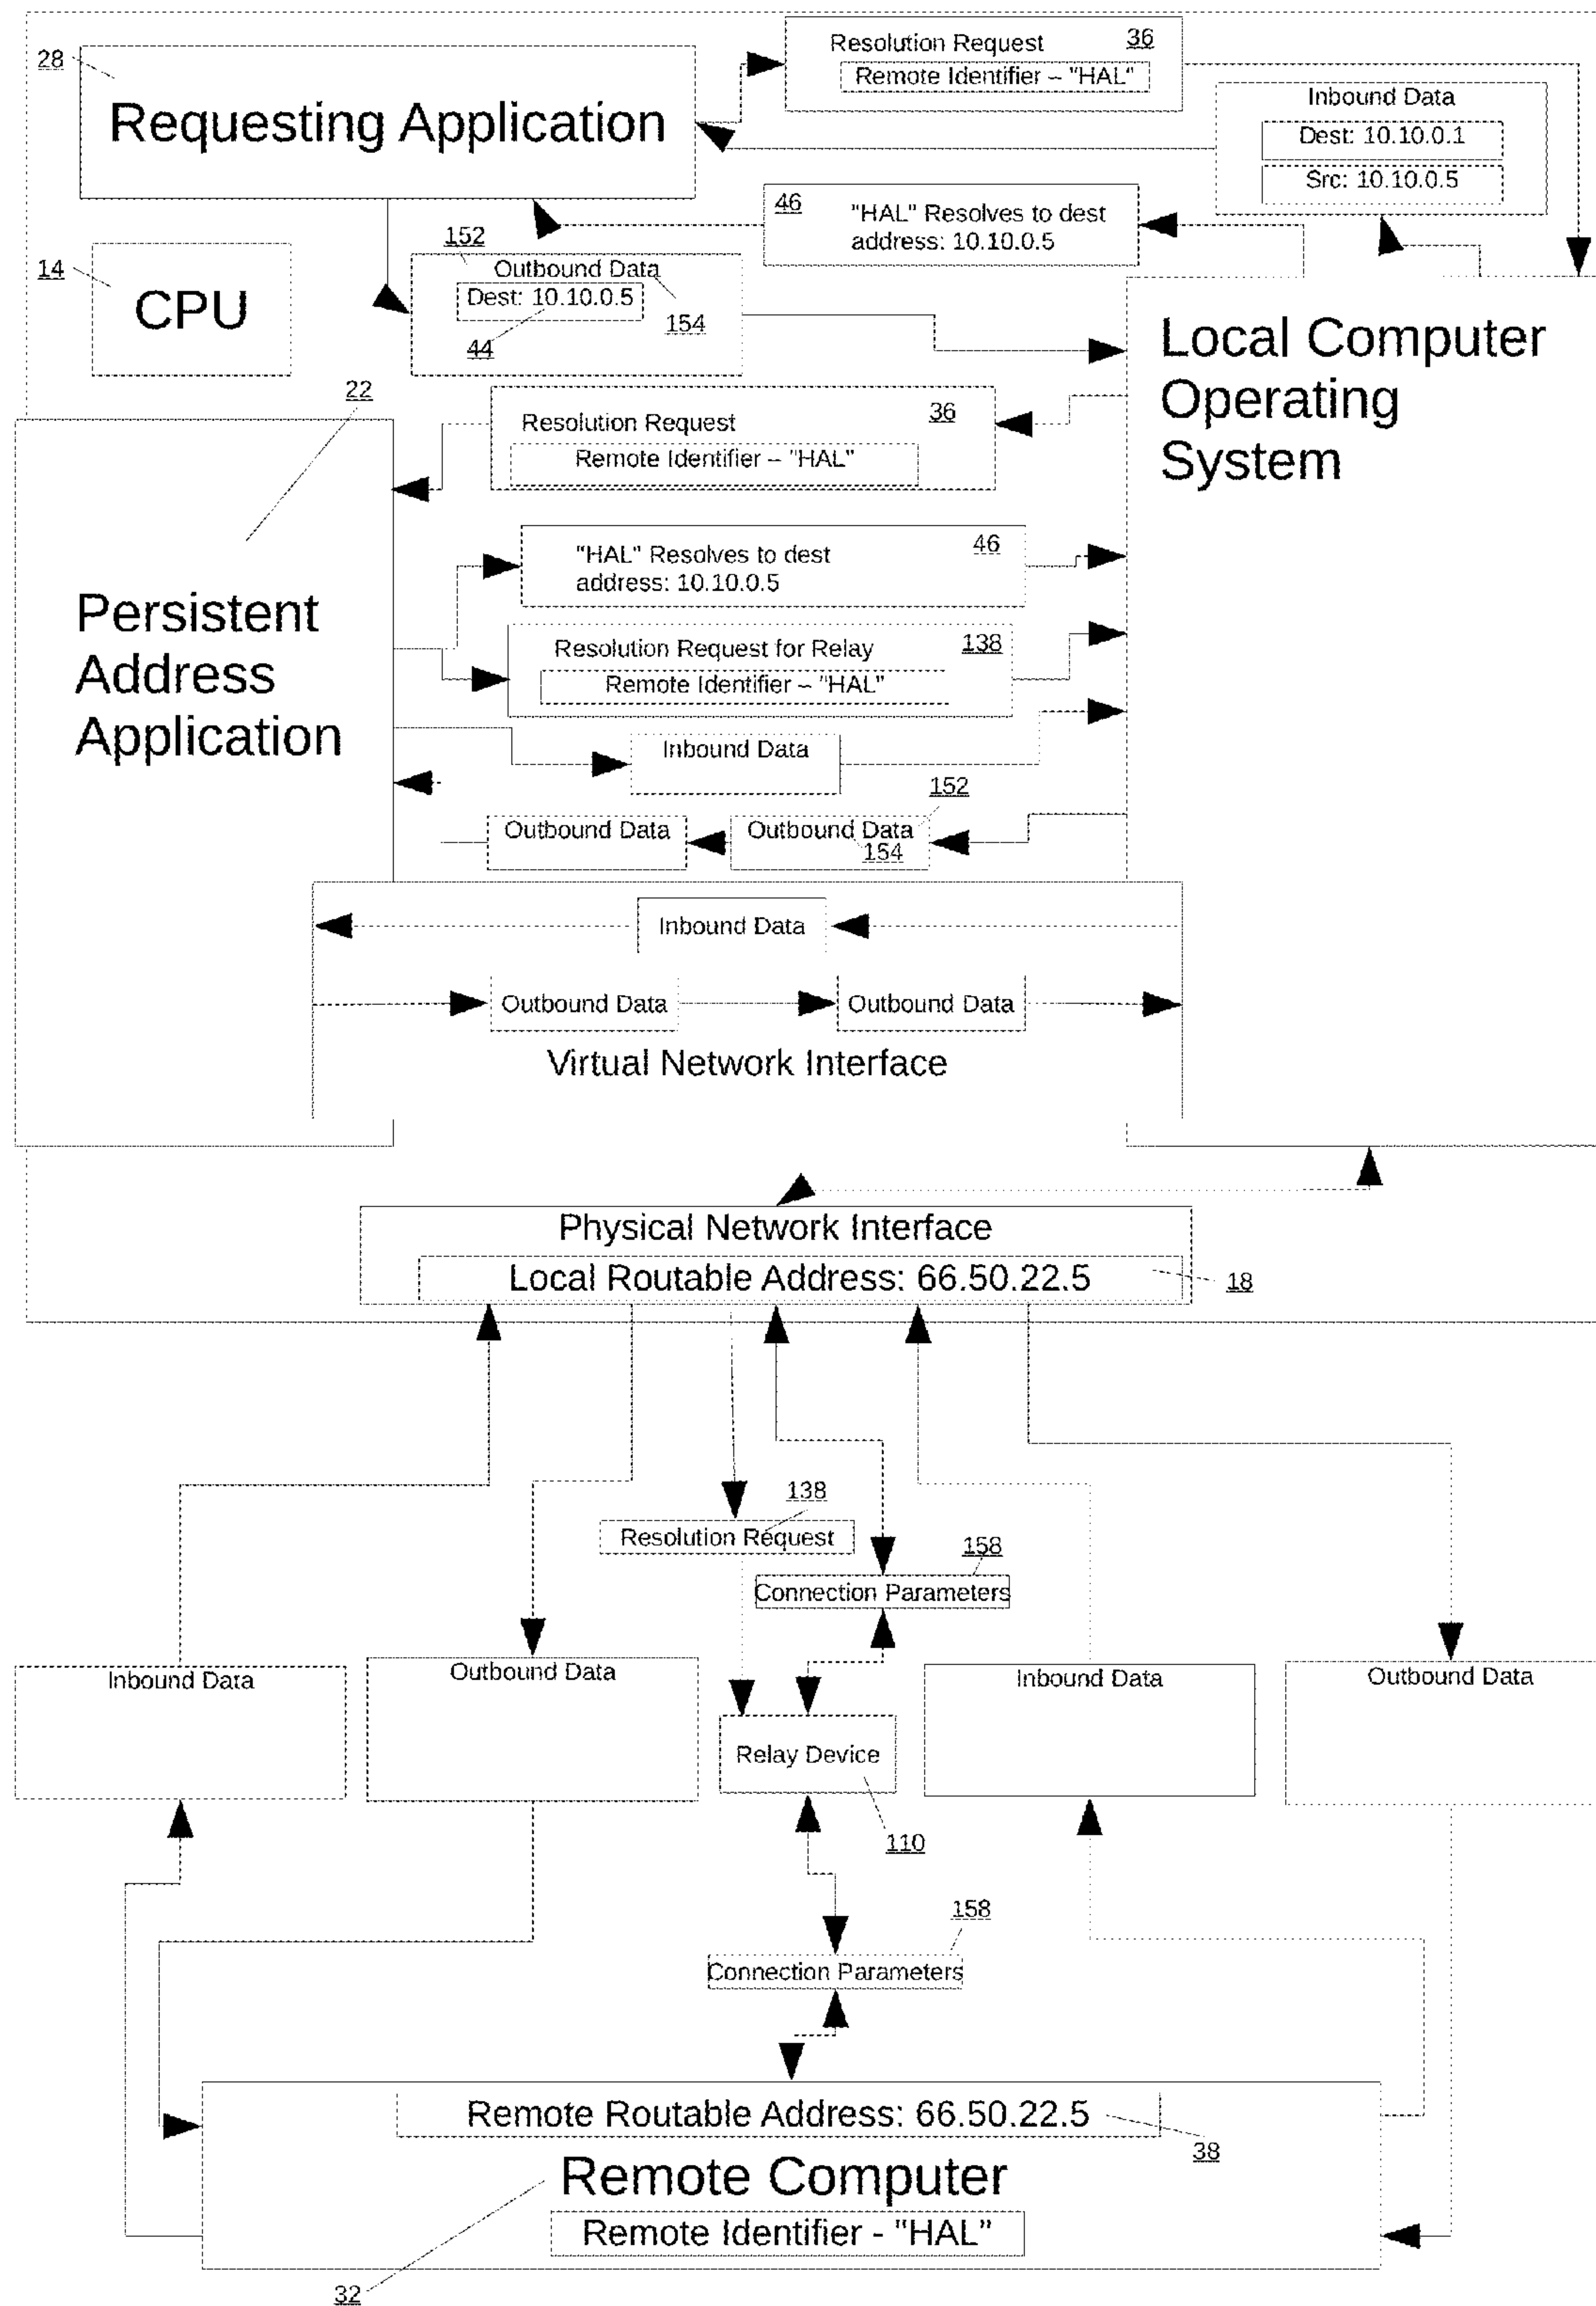 28
Requesting Application
Resolution Request 36
Remote Identifier – "HAL"
Inbound Data
Dest: 10.10.0.1
Src: 10.10.0.5
46 "HAL" Resolves to dest
address: 10.10.0.5
14
CPU
152
Outbound Data
Dest: 10.10.0.5
154
44
Local Computer
Operating
System
22
Resolution Request 36
Remote Identifier – "HAL"
"HAL" Resolves to dest 46
address: 10.10.0.5
Persistent
Address
Application
Resolution Request for Relay 138
Remote Identifier – "HAL"
Inbound Data
152
Outbound Data
Outbound Data
154
Inbound Data
Outbound Data
Outbound Data
Virtual Network Interface
Physical Network Interface
Local Routable Address: 66.50.22.5
18
138
Resolution Request
158
Connection Parameters
Inbound Data
Outbound Data
Inbound Data
Outbound Data
Relay Device
110
158
Connection Parameters
Remote Routable Address: 66.50.22.5
38
Remote Computer
Remote Identifier - "HAL"
32